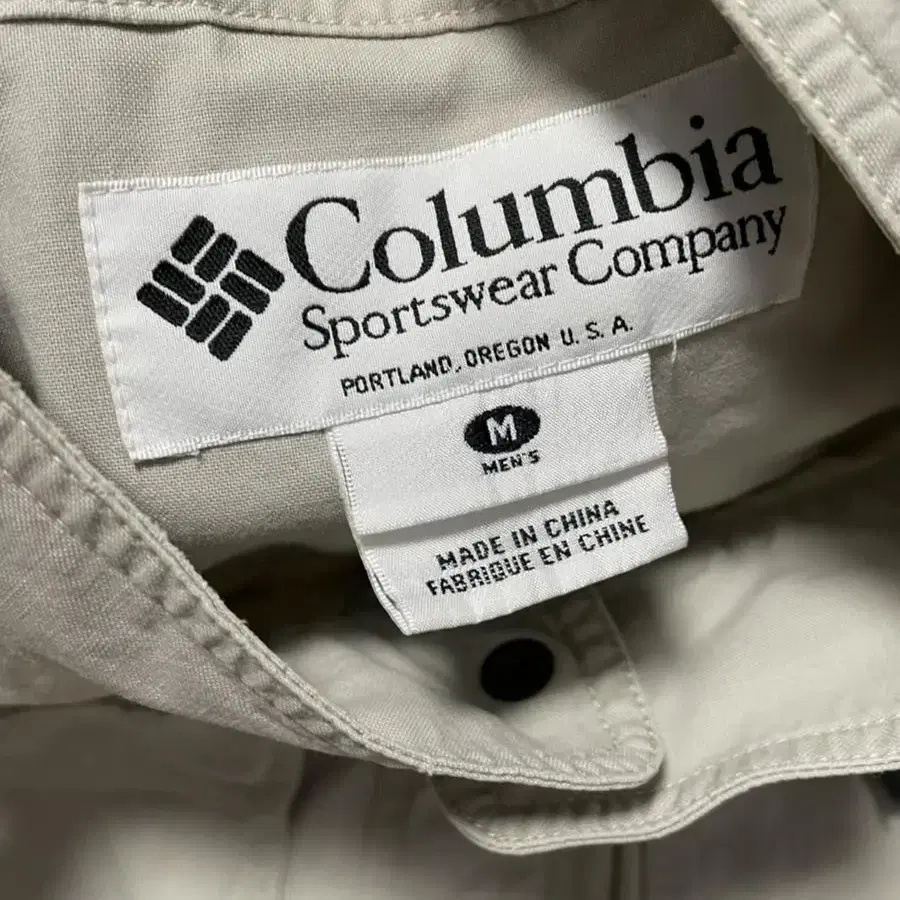 Columbia
Sportswear Company
PORTLAND, OREGON U.S.A.
M
MEN'S
MADE IN CHINA
FABRIQUE EN CHINE